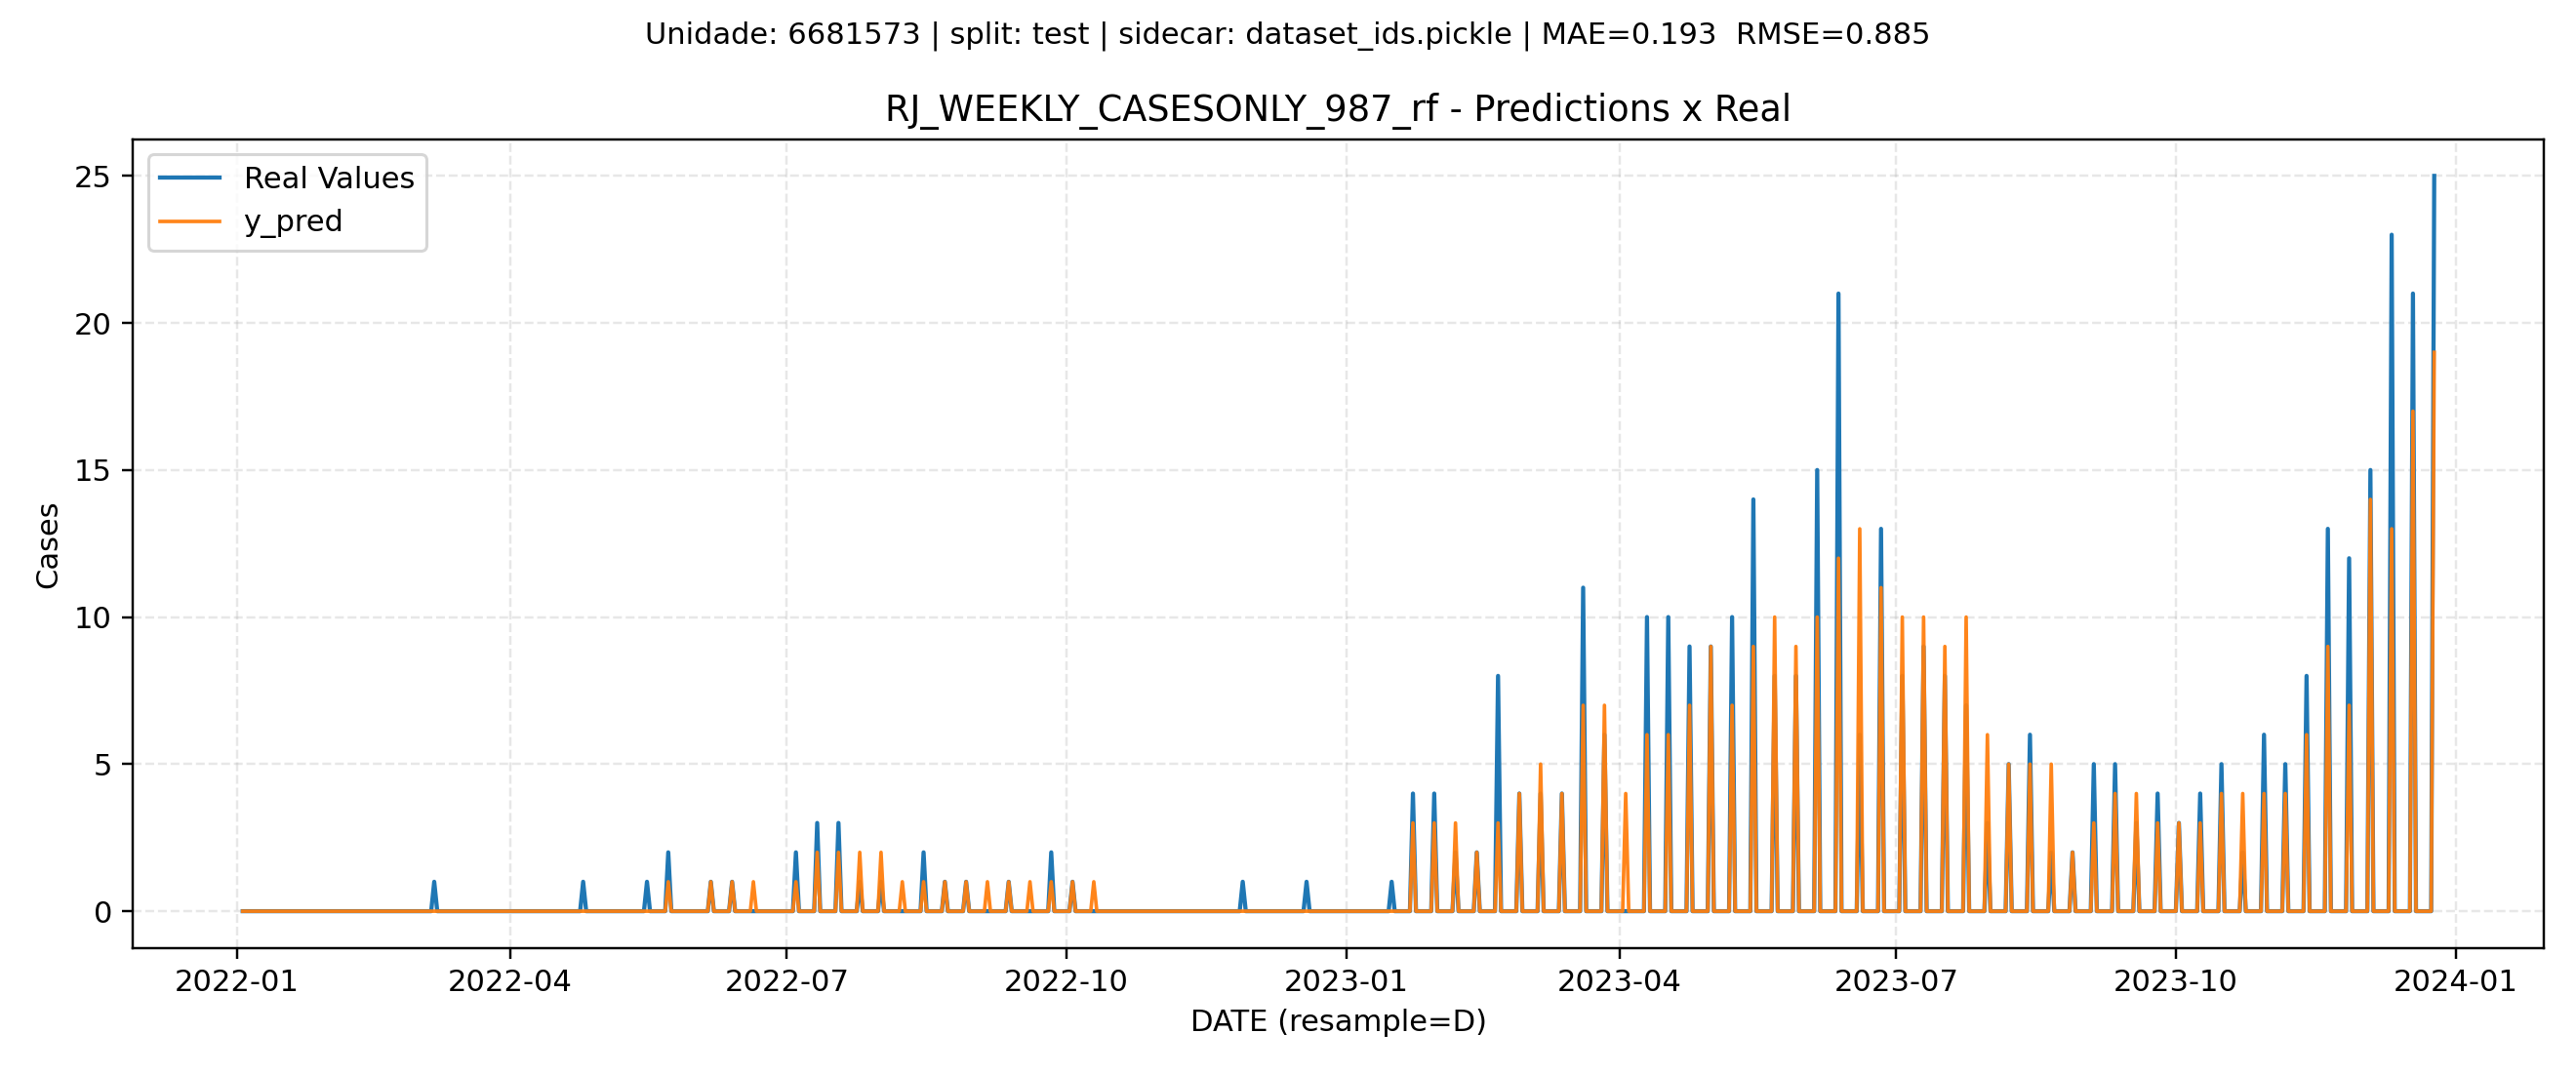 Unidade: 6681573 | split: test | sidecar: dataset_ids.pickle | MAE=0.193  RMSE=0.885
RJ_WEEKLY_CASESONLY_987_rf - Predictions x Real
Real Values
y_pred
25
20
15
10
5
0
Cases
2022-01
2022-04
2022-07
2022-10
2023-01
2023-04
2023-07
2023-10
2024-01
DATE (resample=D)